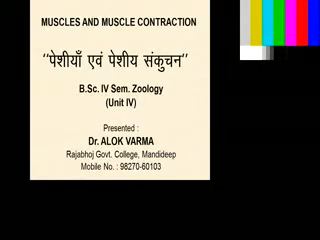 MUSCLES AND MUSCLE CONTRACTION
‘‘पेशीयाँ एवं पेशीय संकुचन’’
B.Sc. IV Sem. Zoology
(Unit IV)
Presented :
Dr. ALOK VARMA
Rajabhoj Govt. College, Mandideep
Mobile No. : 98270-60103